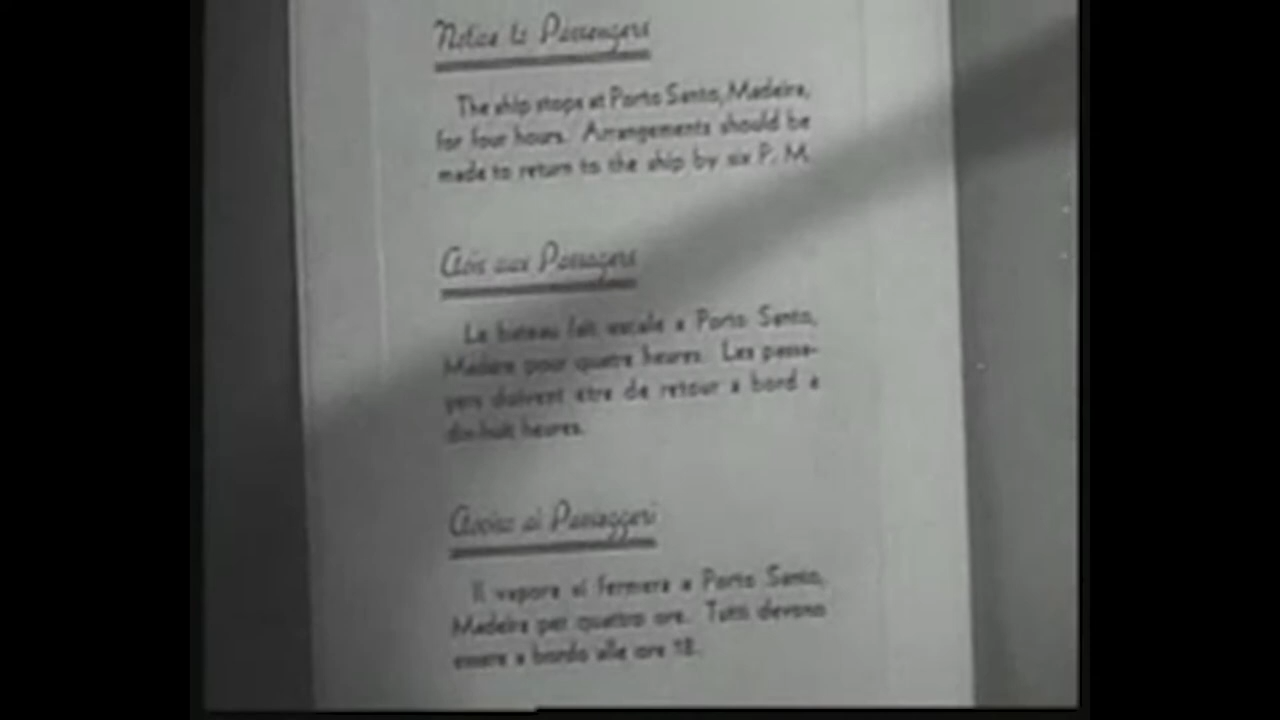 Notice to Passengers
The ship stops at Porto Santo, Madeira,
for four hours. Arrangements should be
made to return to the ship by six P. M.
Avis aux Passagers
Le bateau fait escale a Porto Santo,
Madere pour quatre heures. Les passa-
gers doivent etre de retour a bord a
dix-huit heures.
Avviso ai Passaggeri
Il vapore si fermera a Porto Santo,
Madeira per quattro ore. Tutti devono
essere a bordo alle ore 18.